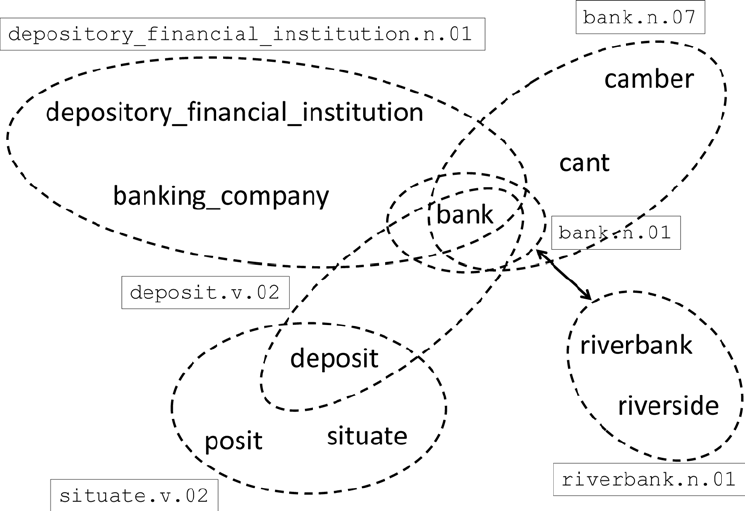 bank.n.07
depository_financial_institution.n.01
camber
depository_financial_institution
cant
banking_company
bank
bank.n.01
deposit.v.02
riverbank
deposit
riverside
posit
situate
riverbank.n.01
situate.v.02